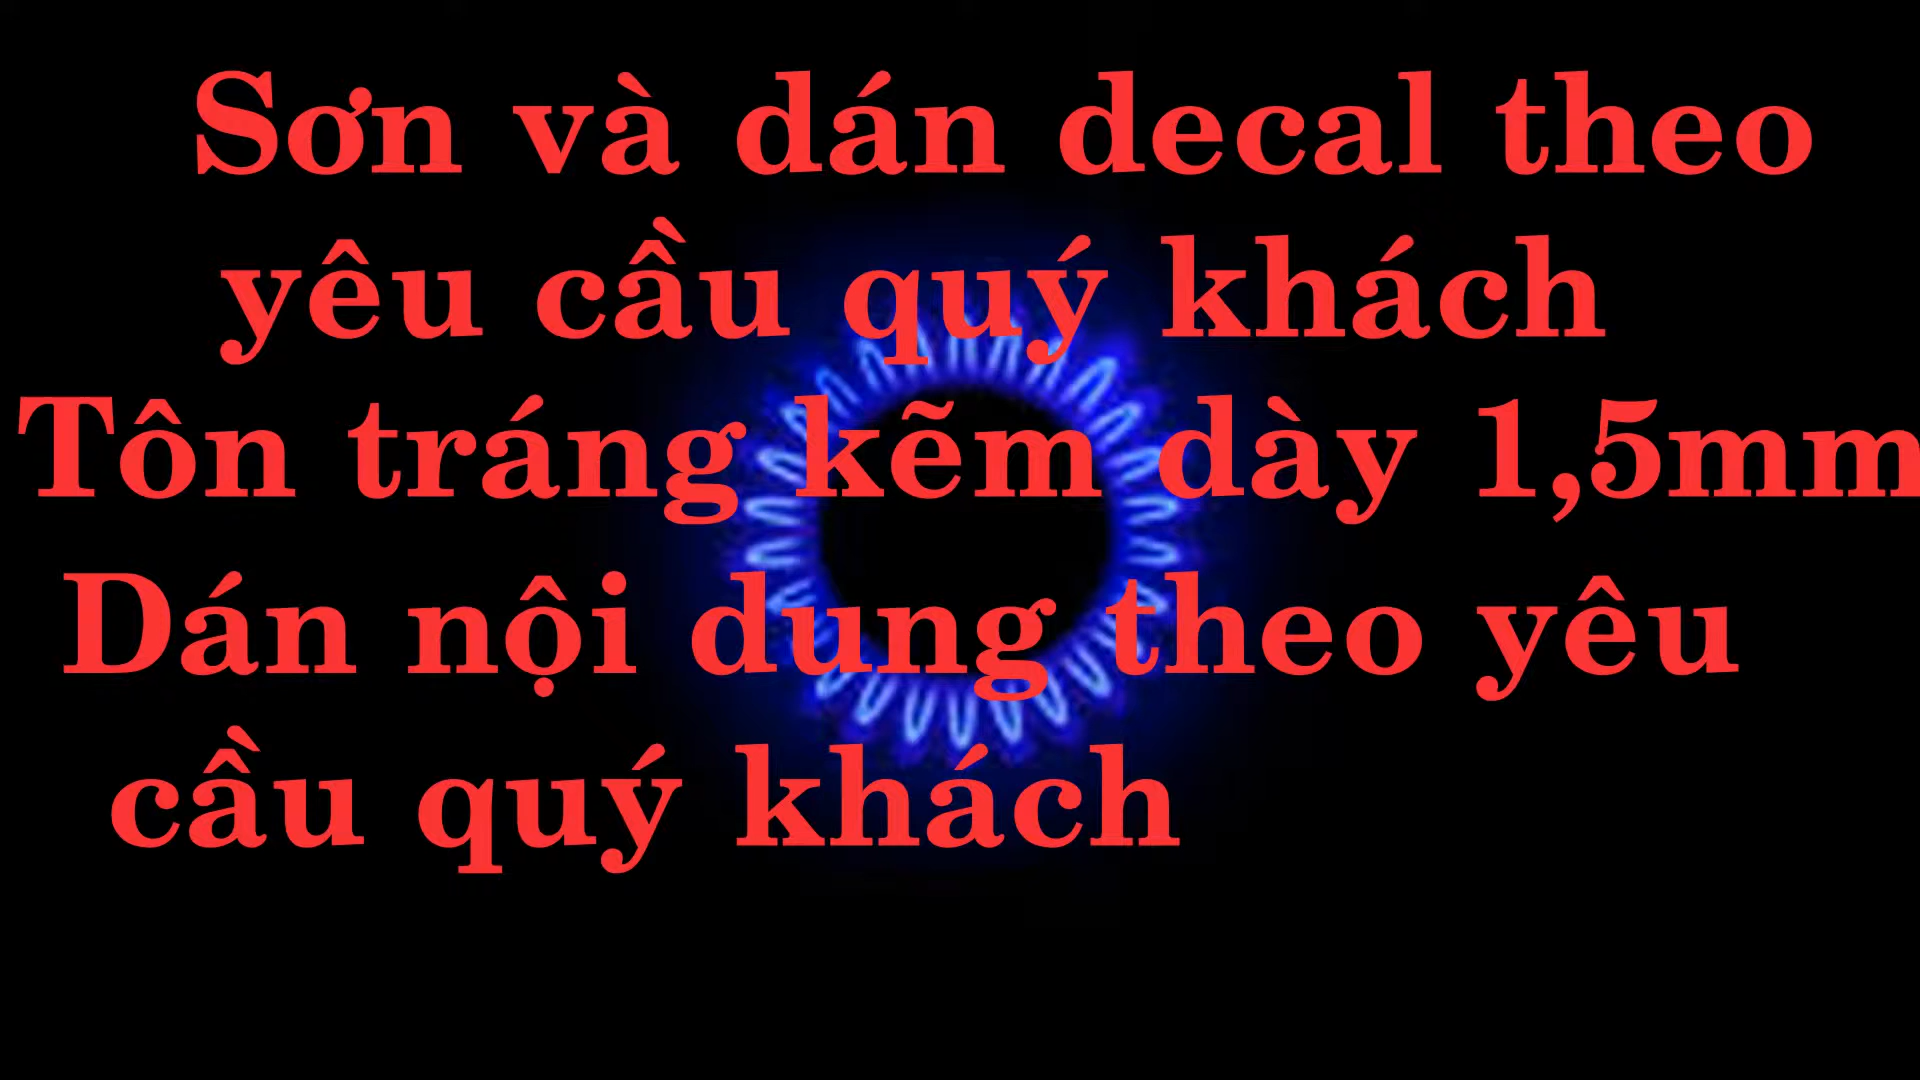 Sơn và dán decal theo
yêu cầu quý khách
Tôn tráng kẽm dày 1,5mm
Dán nội dung theo yêu
cầu quý khách